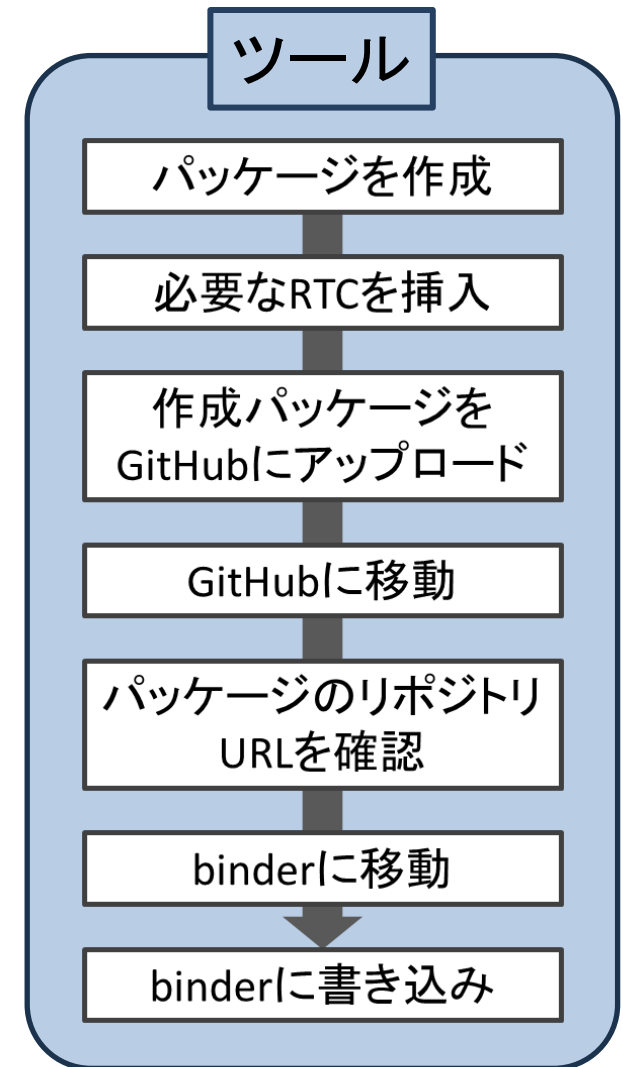 ツール
パッケージを作成
必要なRTCを挿入
作成パッケージを
GitHubにアップロード
GitHubに移動
パッケージのリポジトリ
URLを確認
binderに移動
binderに書き込み